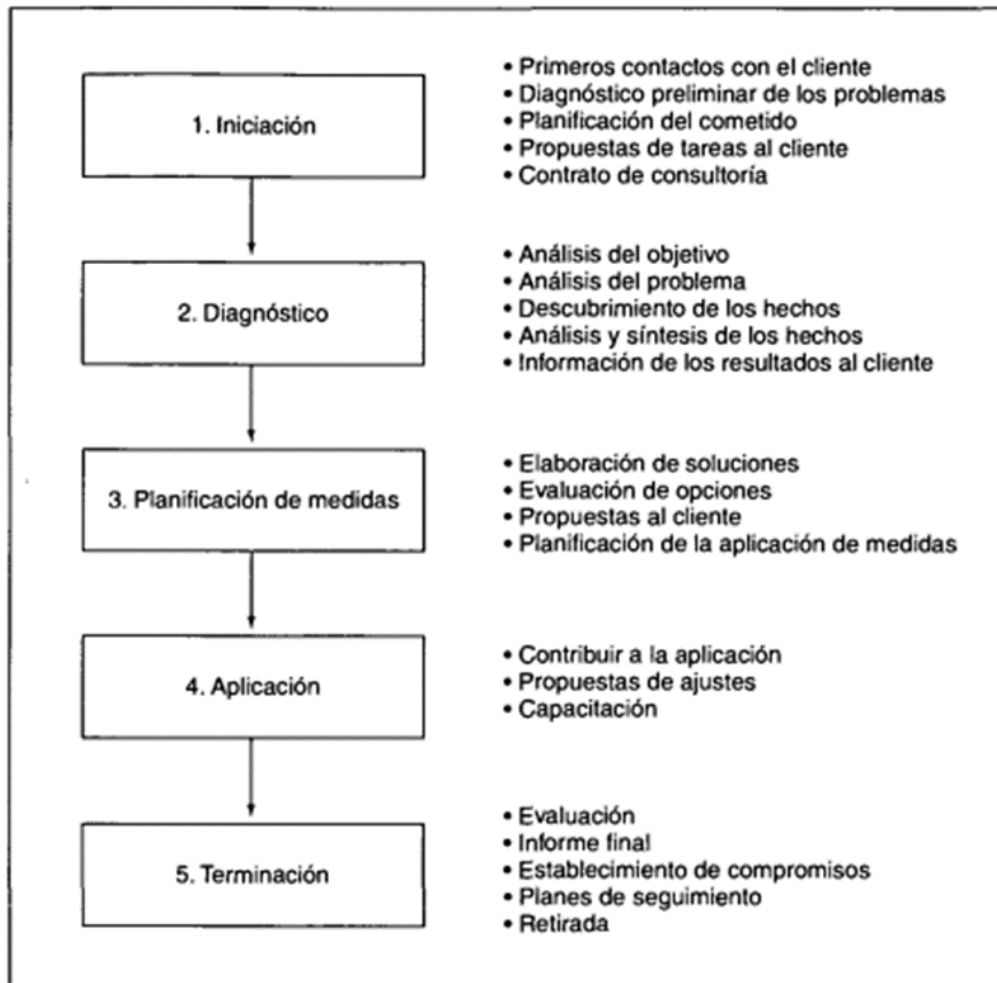 1. Iniciación
• Primeros contactos con el cliente
• Diagnóstico preliminar de los problemas
• Planificación del cometido
• Propuestas de tareas al cliente
• Contrato de consultoría
2. Diagnóstico
• Análisis del objetivo
• Análisis del problema
• Descubrimiento de los hechos
• Análisis y síntesis de los hechos
• Información de los resultados al cliente
3. Planificación de medidas
• Elaboración de soluciones
• Evaluación de opciones
• Propuestas al cliente
• Planificación de la aplicación de medidas
4. Aplicación
• Contribuir a la aplicación
• Propuestas de ajustes
• Capacitación
5. Terminación
• Evaluación
• Informe final
• Establecimiento de compromisos
• Planes de seguimiento
• Retirada